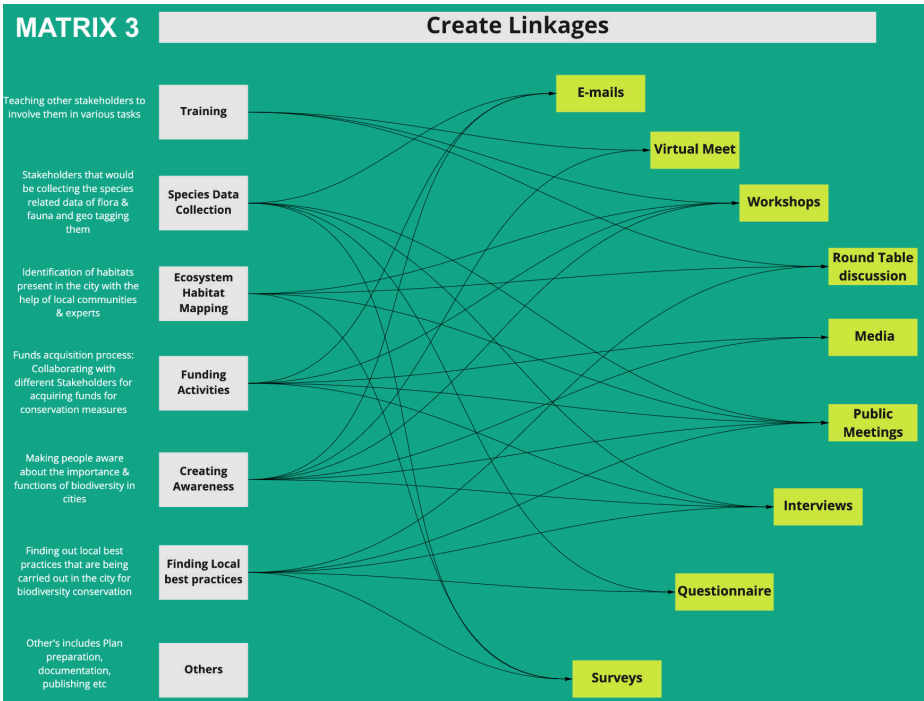 MATRIX 3
Create Linkages
Teaching other stakeholders to
involve them in various tasks
Training
Stakeholders that would
be collecting the species
related data of flora &
fauna and geo tagging
them
Species Data
Collection
Identification of habitats
present in the city with the
help of local communities
& experts
Ecosystem
Habitat
Mapping
Funds acquisition process:
Collaborating with
different Stakeholders for
acquiring funds for
conservation measures
Funding
Activities
Making people aware
about the importance &
functions of biodiversity in
cities
Creating
Awareness
Finding out local best
practices that are being
carried out in the city for
biodiversity conservation
Finding Local
best practices
Other's includes Plan
preparation,
documentation,
publishing etc
Others
E-mails
Virtual Meet
Workshops
Round Table
discussion
Media
Public
Meetings
Interviews
Questionnaire
Surveys